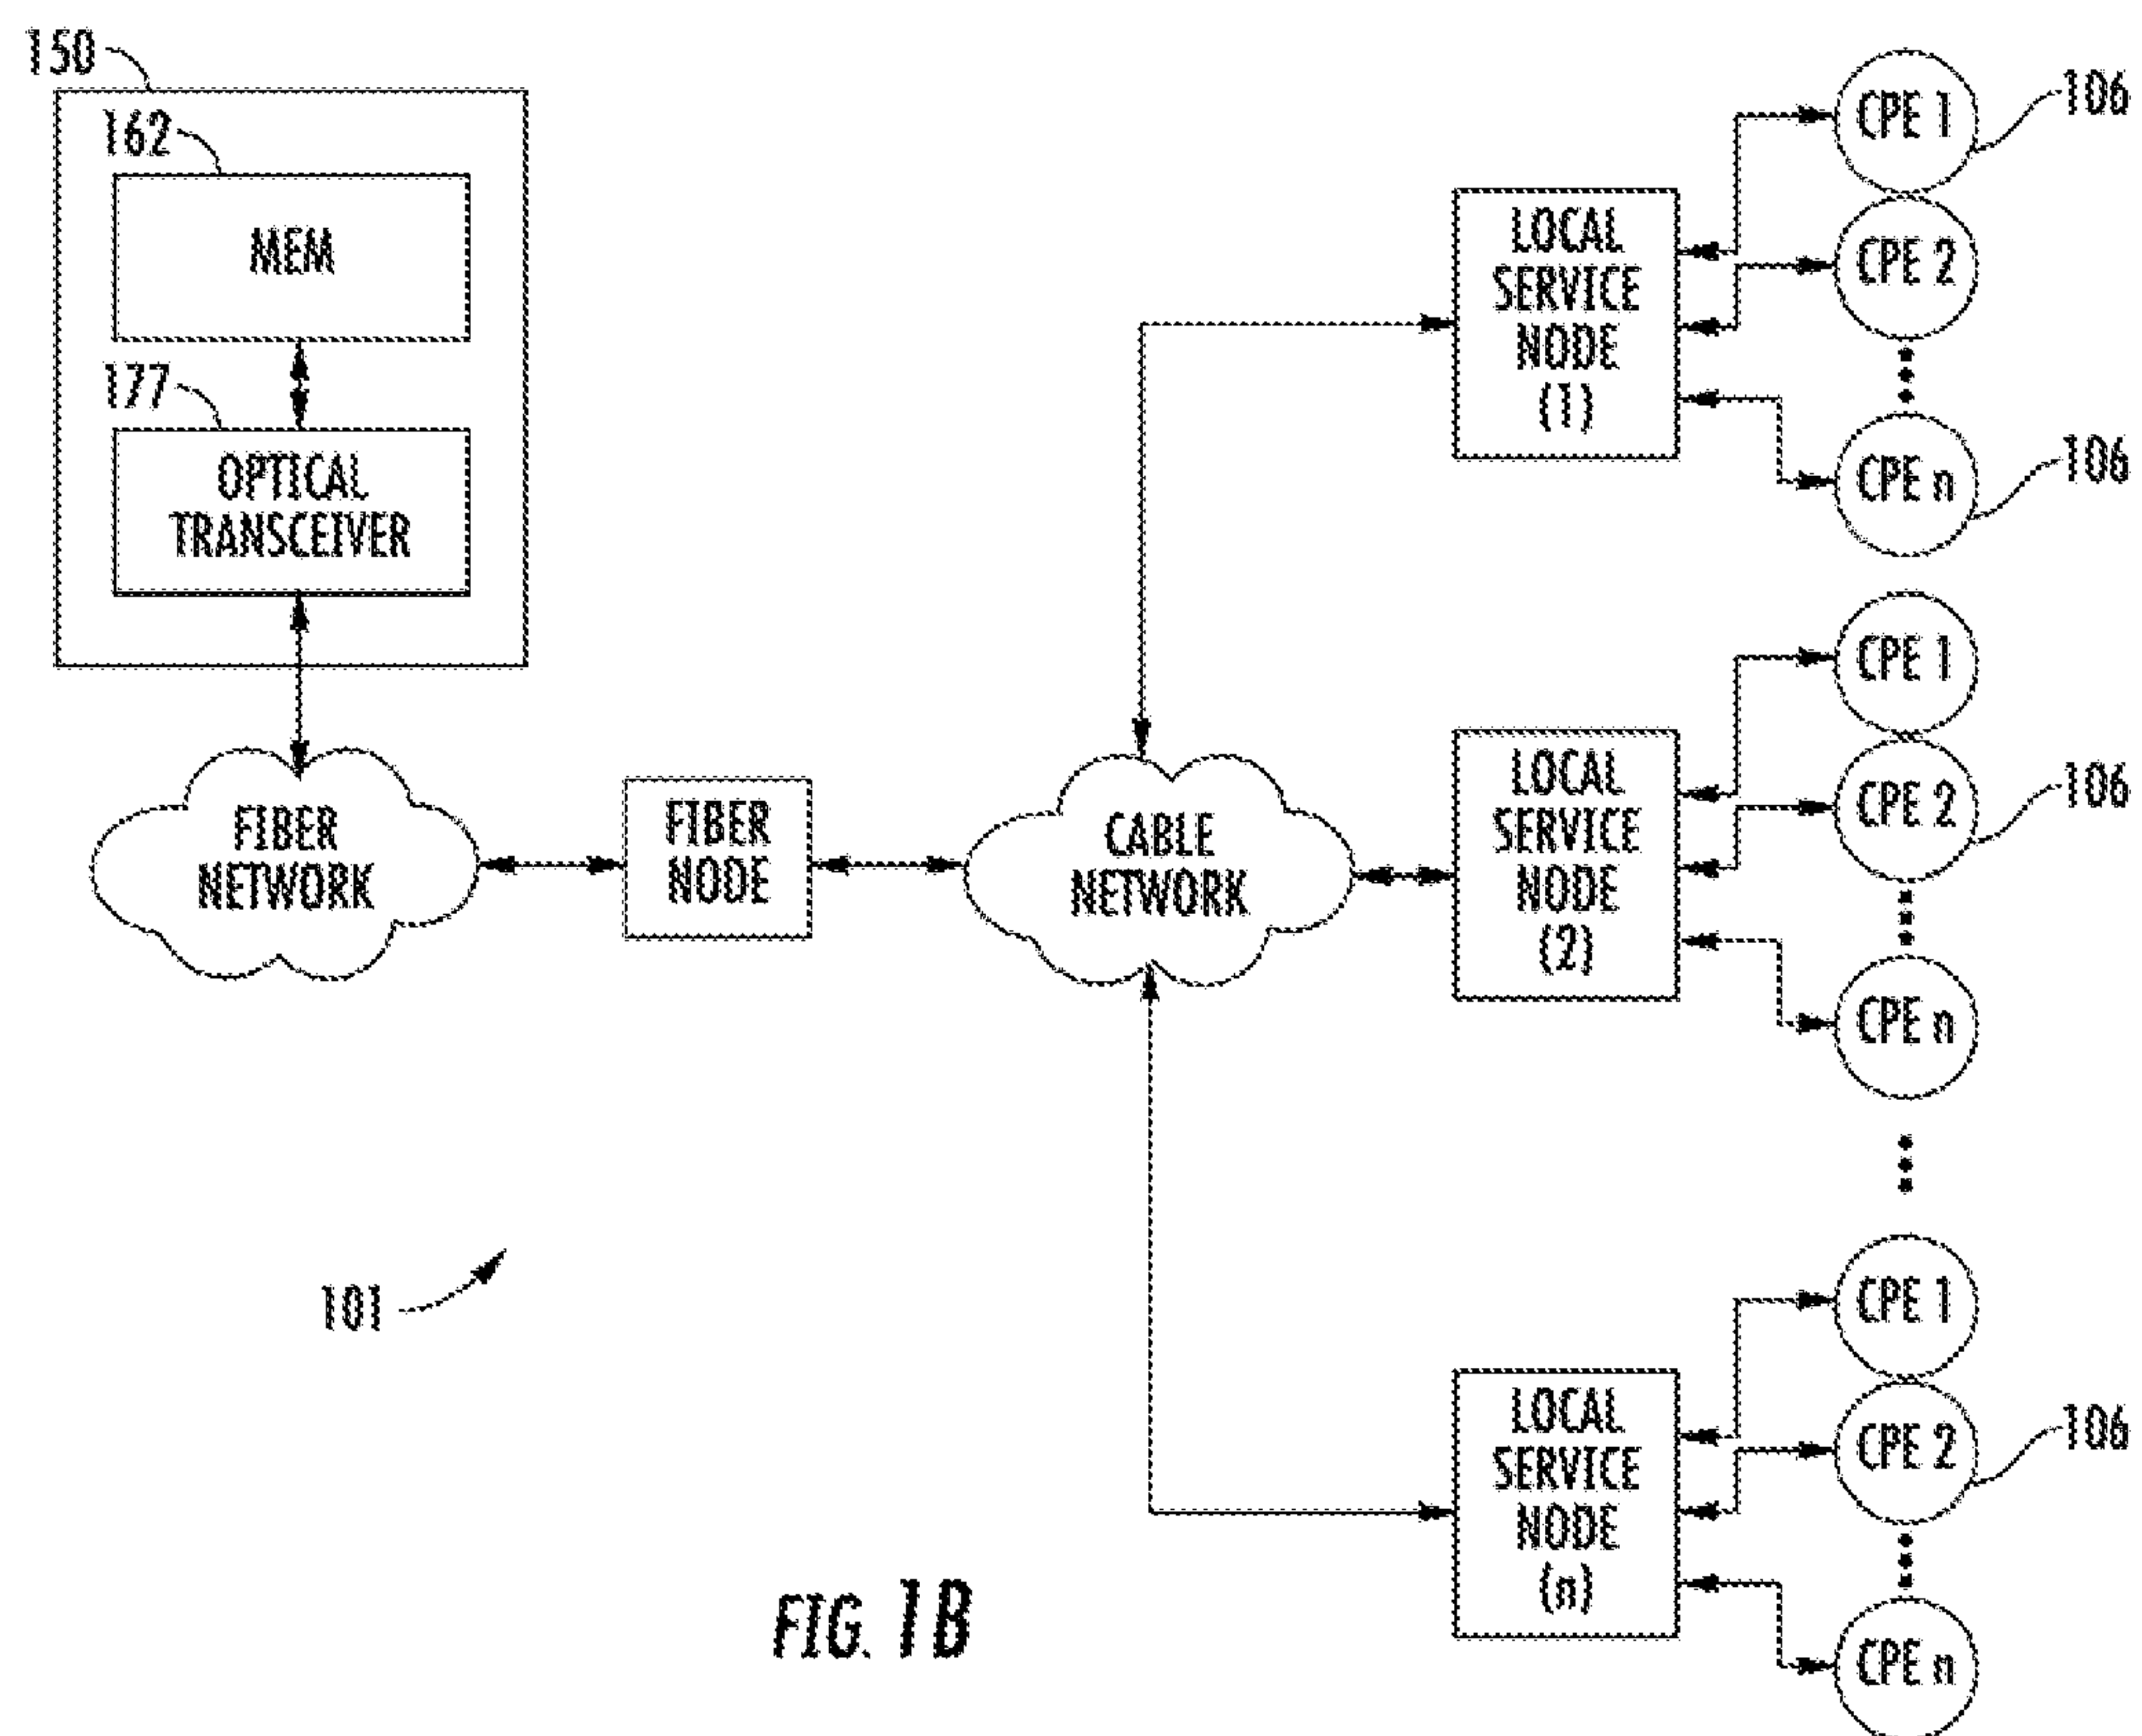 150
162
MEM
177
OPTICAL
TRANSCEIVER
FIBER
NETWORK
FIBER
NODE
CABLE
NETWORK
LOCAL
SERVICE
NODE
(1)
CPE 1
106
CPE 2
CPE n
106
LOCAL
SERVICE
NODE
(2)
CPE 1
CPE 2
106
CPE n
LOCAL
SERVICE
NODE
(n)
CPE 1
CPE 2
106
CPE n
101
FIG. 1B